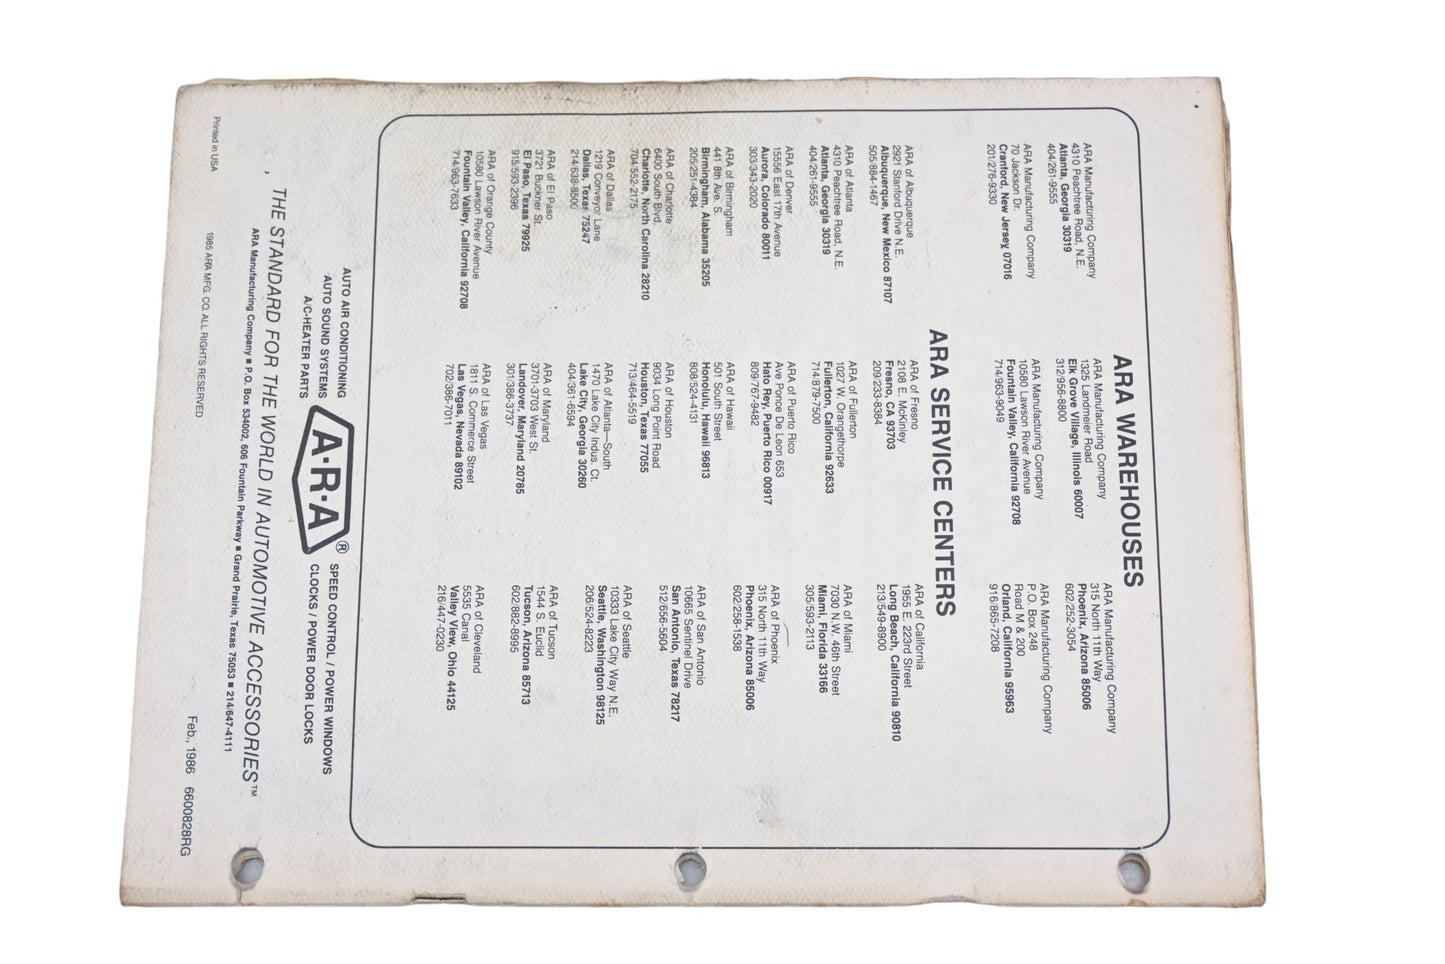 ARA WAREHOUSES
ARA Manufacturing Company
4310 Peachtree Road, N.E.
Atlanta, Georgia 30319
404/261-9555
ARA Manufacturing Company
1325 Landmeier Road
Elk Grove Village, Illinois 60007
312/956-8800
ARA Manufacturing Company
315 North 11th Way
Phoenix, Arizona 85006
602/252-3054
ARA Manufacturing Company
70 Jackson Dr.
Cranford, New Jersey 07016
201/276-9330
ARA Manufacturing Company
10580 Lawson River Avenue
Fountain Valley, California 92708
714/963-9049
ARA Manufacturing Company
P.O. Box 248
Road M & 200
Orland, California 95963
916/865-7208
ARA SERVICE CENTERS
ARA of Albuquerque
2921 Stanford Drive N.E.
Albuquerque, New Mexico 87107
505/884-1467
ARA of Fresno
2108 E. McKinley
Fresno, CA 93703
209/233-8384
ARA of California
1955 E. 223rd Street
Long Beach, California 90810
213/549-8900
ARA of Atlanta
4310 Peachtree Road, N.E.
Atlanta, Georgia 30319
404/261-9555
ARA of Fullerton
1027 W. Orangethorpe
Fullerton, California 92633
714/879-7500
ARA of Miami
7030 N.W. 46th Street
Miami, Florida 33166
305/593-2113
ARA of Denver
15556 East 17th Avenue
Aurora, Colorado 80011
303/343-2020
ARA of Puerto Rico
Ave Ponce De Leon 653
Hato Rey, Puerto Rico 00917
809/767-9482
ARA of Phoenix
315 North 11th Way
Phoenix, Arizona 85006
602/258-1538
ARA of Birmingham
441 8th Ave. S.
Birmingham, Alabama 35205
205/251-4384
ARA of Hawaii
501 South Street
Honolulu, Hawaii 96813
808/524-4131
ARA of San Antonio
10665 Sentinel Drive
San Antonio, Texas 78217
512/656-5604
ARA of Charlotte
6400 South Blvd.
Charlotte, North Carolina 28210
704/552-2175
ARA of Houston
9034 Long Point Road
Houston, Texas 77055
713/464-5519
ARA of Seattle
10333 Lake City Way N.E.
Seattle, Washington 98125
206/524-8223
ARA of Dallas
1219 Conveyor Lane
Dallas, Texas 75247
214/638-8500
ARA of Atlanta—South
1470 Lake City Indus. Ct.
Lake City, Georgia 30260
404/361-6594
ARA of Tucson
1544 S. Euclid
Tucson, Arizona 85713
602/882-8995
ARA of El Paso
3721 Buckner St.
El Paso, Texas 79925
915/593-2396
ARA of Maryland
3701-3703 West St.
Landover, Maryland 20785
301/386-3737
ARA of Cleveland
5535 Canal
Valley View, Ohio 44125
216/447-0230
ARA of Orange County
10580 Lawson River Avenue
Fountain Valley, California 92708
714/963-7633
ARA of Las Vegas
1811 S. Commerce Street
Las Vegas, Nevada 89102
702/386-7011
AUTO AIR CONDITIONING
AUTO SOUND SYSTEMS
A/C-HEATER PARTS
A·R·A®
SPEED CONTROL / POWER WINDOWS
CLOCKS / POWER DOOR LOCKS
THE STANDARD FOR THE WORLD IN AUTOMOTIVE ACCESSORIES™
ARA Manufacturing Company ■ P.O. Box 534002, 606 Fountain Parkway ■ Grand Prairie, Texas 75053 ■ 214/647-4111
Printed in USA
1985 ARA MFG. CO. ALL RIGHTS RESERVED
Feb., 1986 6600828RG